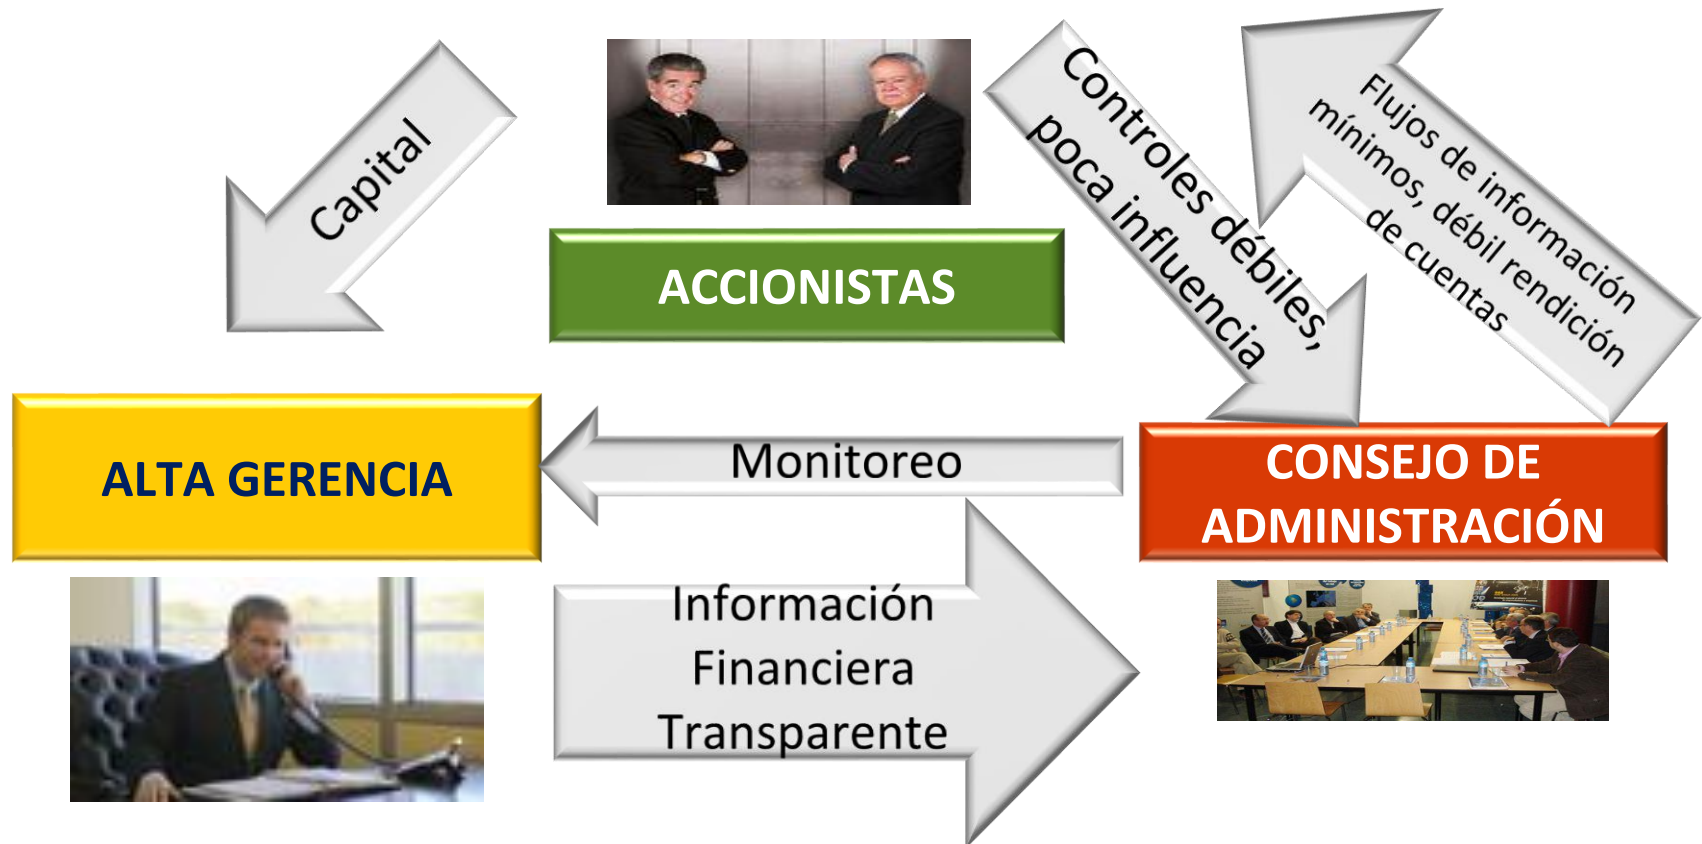 Capital
Controles débiles,
poca influencia
Flujos de información
mínimos, débil rendición
de cuentas
ACCIONISTAS
ALTA GERENCIA
Monitoreo
CONSEJO DE
ADMINISTRACIÓN
Información
Financiera
Transparente